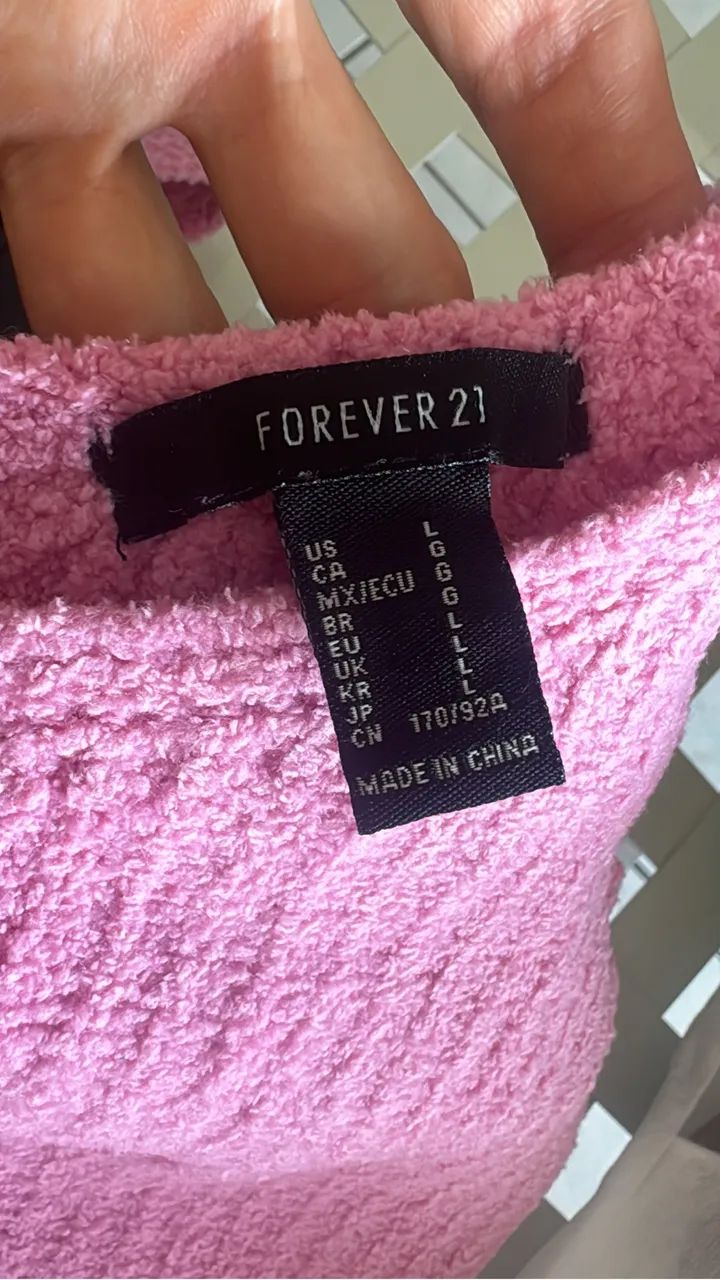 FOREVER 21
US L
CA G
MX/ECU G
BR G
EU L
UK L
KR L
JP L
CN 170/92A
MADE IN CHINA